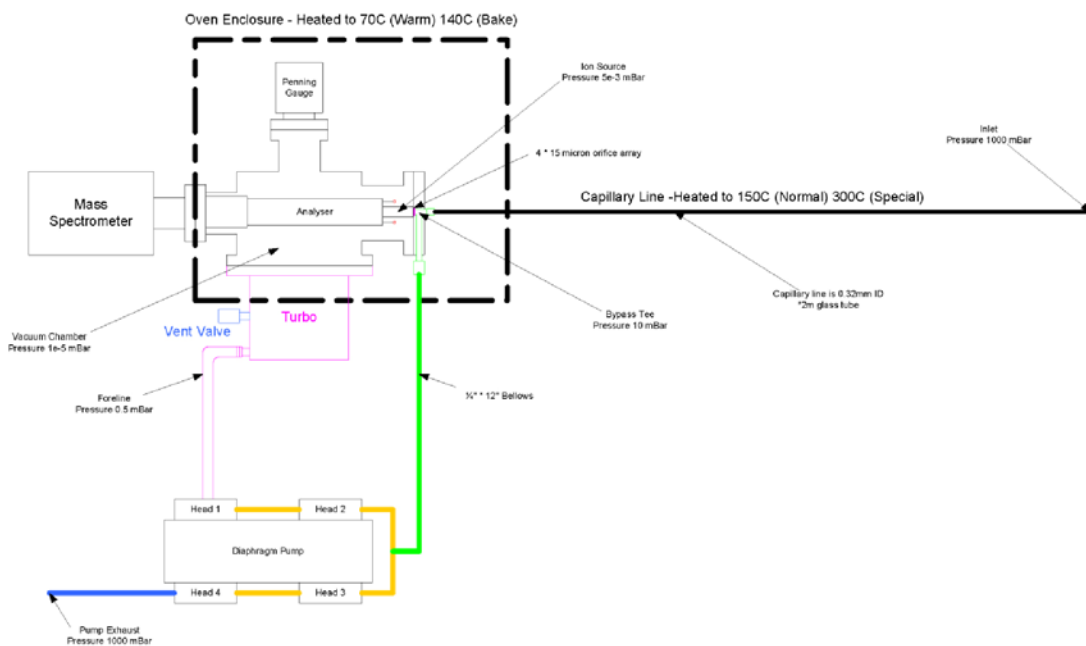 Oven Enclosure - Heated to 70C (Warm) 140C (Bake)
Ion Source
Pressure 5e-3 mBar
Penning
Gauge
Inlet
Pressure 1000 mBar
4 * 15 micron orifice array
Mass
Spectrometer
Analyser
Capillary Line -Heated to 150C (Normal) 300C (Special)
Capillary line is 0.32mm ID
*2m glass tube
Bypass Tee
Pressure 10 mBar
Turbo
Vent Valve
Vacuum Chamber
Pressure 1e-5 mBar
Foreline
Pressure 0.5 mBar
* 12" Bellows
Head 1
Head 2
Diaphragm Pump
Head 4
Head 3
Pump Exhaust
Pressure 1000 mBar